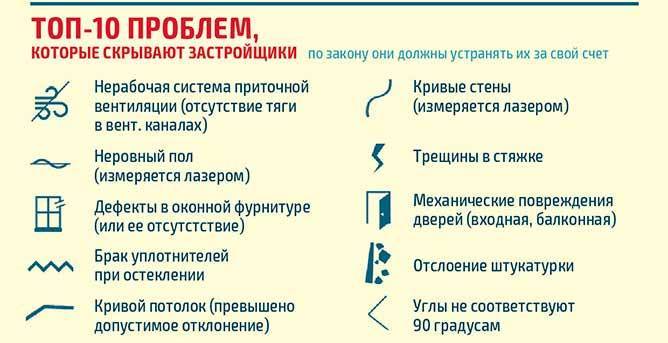 ТОП-10 ПРОБЛЕМ,
КОТОРЫЕ СКРЫВАЮТ ЗАСТРОЙЩИКИ по закону они должны устранять их за свой счет
Нерабочая система приточной
вентиляции (отсутствие тяги
в вент. каналах)
Неровный пол
(измеряется лазером)
Дефекты в оконной фурнитуре
(или ее отсутстствие)
Брак уплотнителей
при остеклении
Кривой потолок (превышено
допустимое отклонение)
Кривые стены
(измеряется лазером)
Трещины в стяжке
Механические повреждения
дверей (входная, балконная)
Отслоение штукатурки
Углы не соответствуют
90 градусам